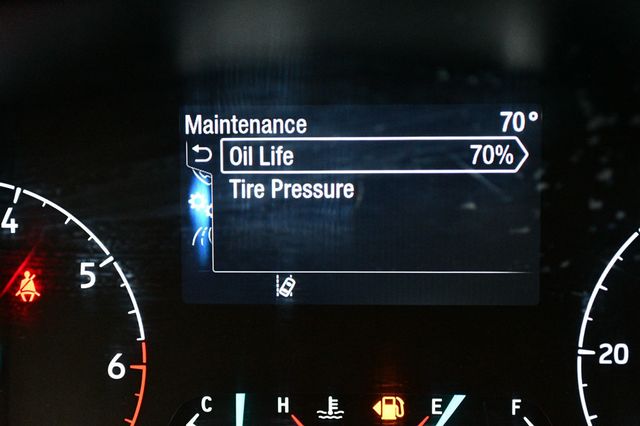 Maintenance 70°
Oil Life 70%
Tire Pressure
4
5
6
20
C H E F